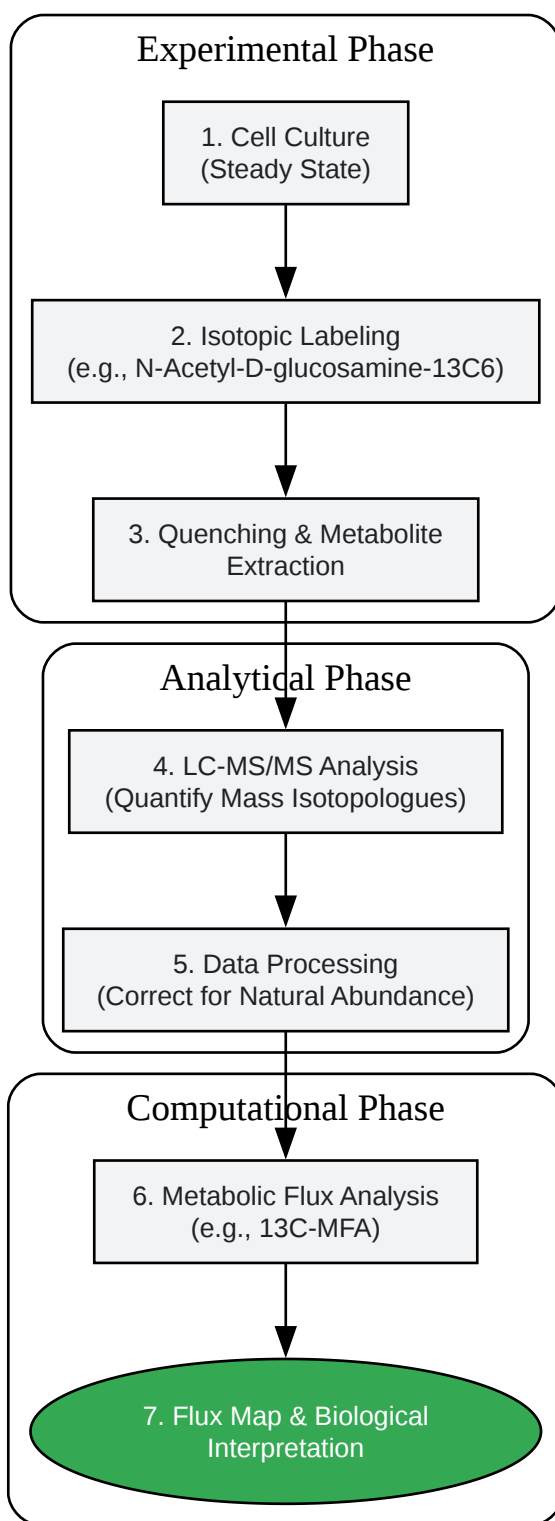 Experimental Phase
1. Cell Culture
(Steady State)
2. Isotopic Labeling
(e.g., N-Acetyl-D-glucosamine-13C6)
3. Quenching & Metabolite
Extraction
Analytical Phase
4. LC-MS/MS Analysis
(Quantify Mass Isotopologues)
5. Data Processing
(Correct for Natural Abundance)
Computational Phase
6. Metabolic Flux Analysis
(e.g., 13C-MFA)
7. Flux Map & Biological
Interpretation